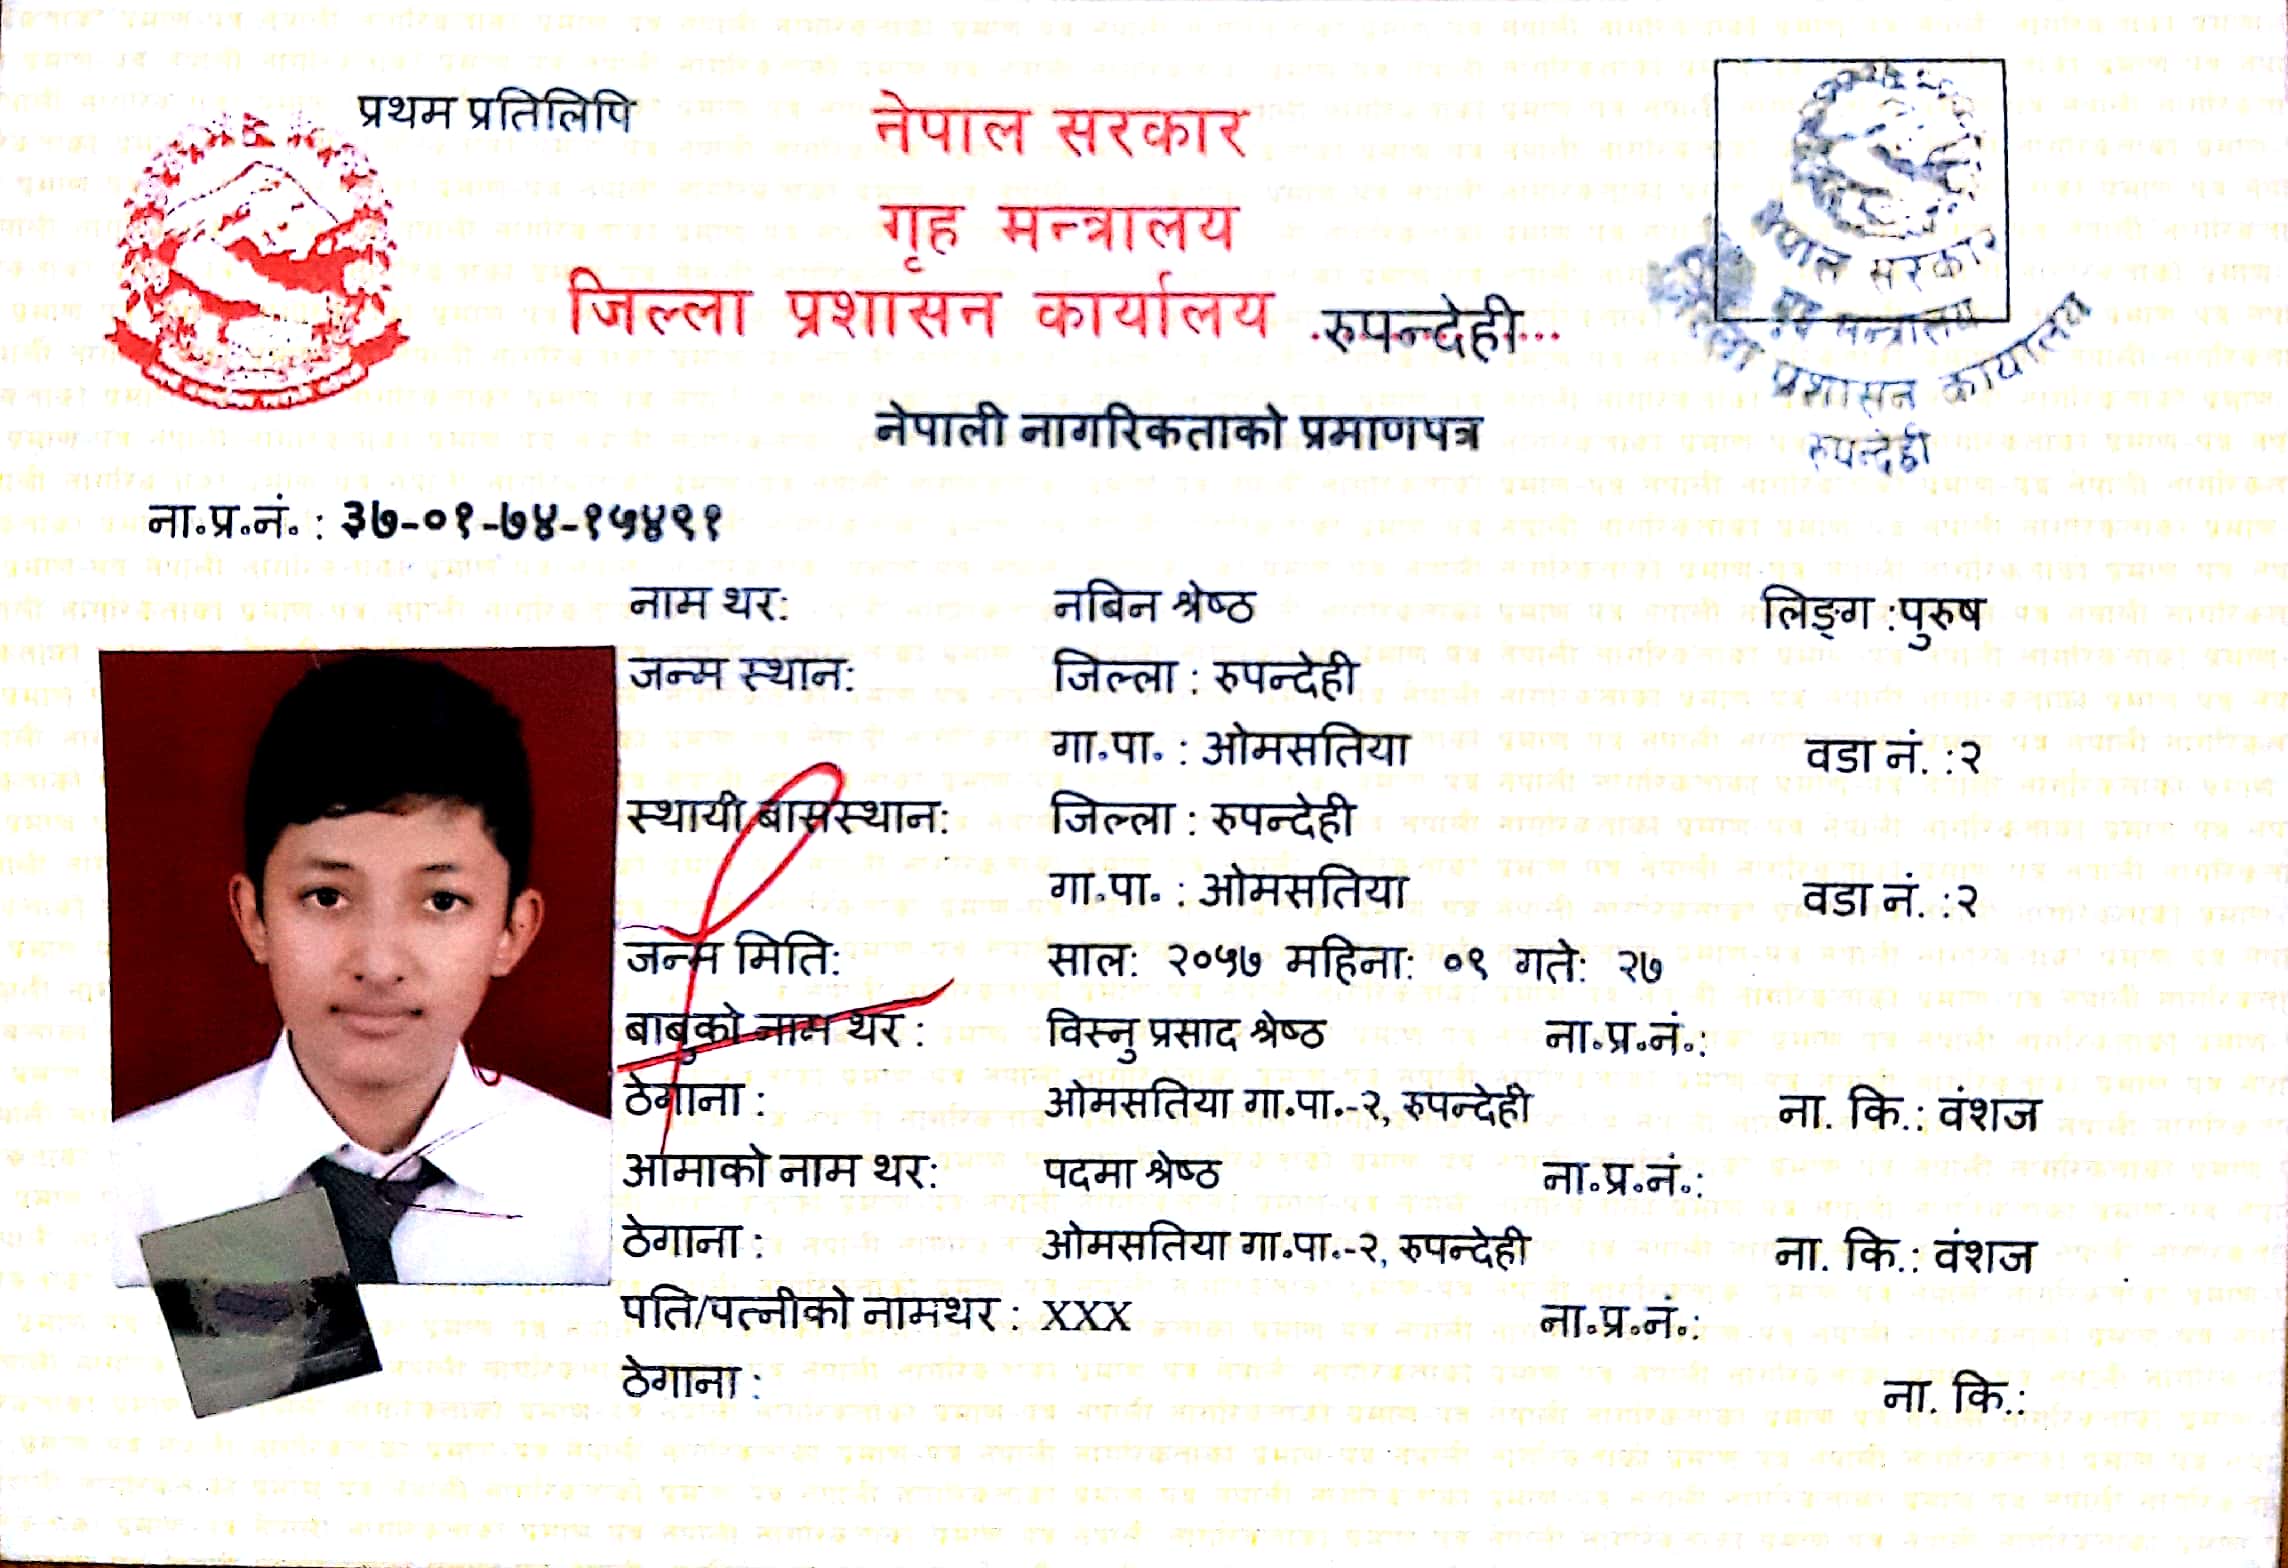 प्रथम प्रतिलिपि
नेपाल सरकार
गृह मन्त्रालय
जिल्ला प्रशासन कार्यालय .रुपन्देही...
नेपाल सरकार
गृह मन्त्रालय
प्रशासन कार्यालय
रुपन्देही
नेपाली नागरिकताको प्रमाणपत्र
ना.प्र.नं. : ३७-०१-७४-१५४९१
नाम थर: नबिन श्रेष्ठ लिङ्ग :पुरुष
जन्म स्थान: जिल्ला : रुपन्देही
गा.पा. : ओमसतिया वडा नं. :२
स्थायी बासस्थान: जिल्ला : रुपन्देही
गा.पा. : ओमसतिया वडा नं. :२
जन्म मिति: साल: २०५७ महिना: ०९ गते: २७
बाबुको नाम थर : विस्नु प्रसाद श्रेष्ठ ना.प्र.नं.:
ठेगाना : ओमसतिया गा.पा.-२, रुपन्देही ना. कि.: वंशज
आमाको नाम थर: पदमा श्रेष्ठ ना.प्र.नं.:
ठेगाना : ओमसतिया गा.पा.-२, रुपन्देही ना. कि.: वंशज
पति/पत्नीको नामथर : XXX ना.प्र.नं.:
ठेगाना : ना. कि.: